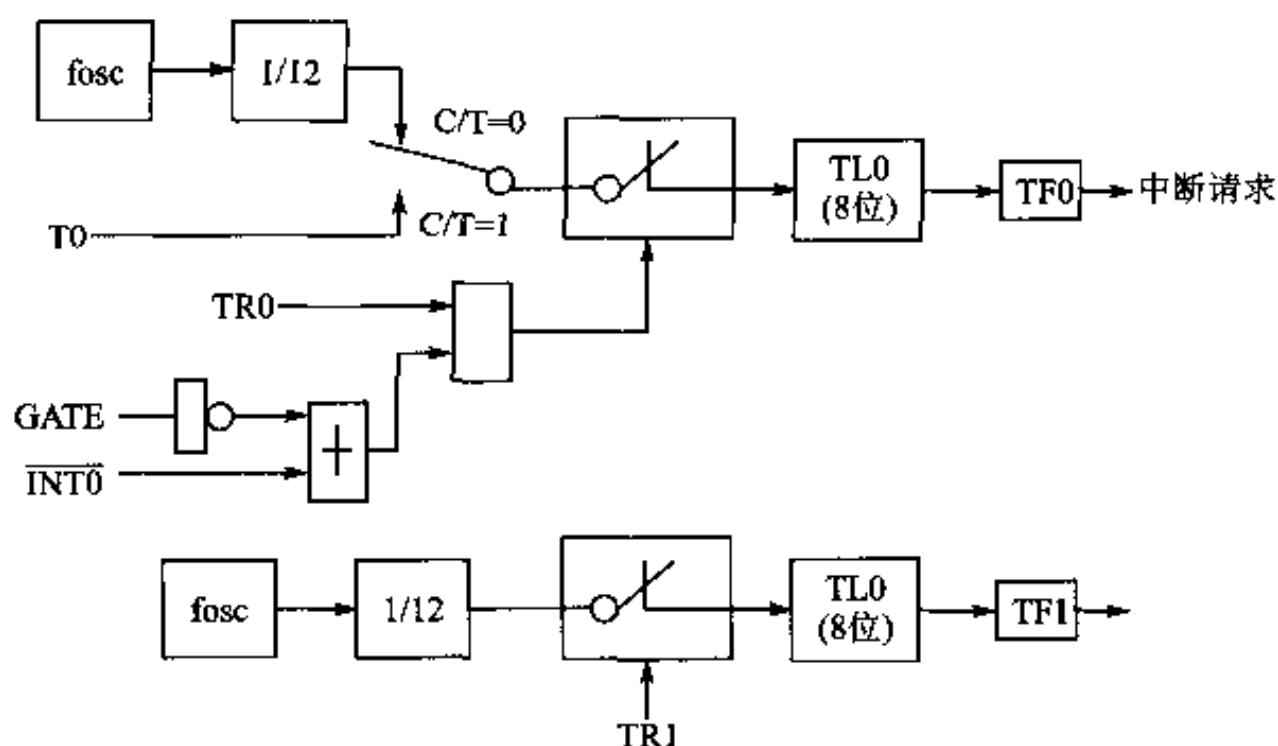 fosc
1/12
C/T=0
C/T=1
T0
TL0
(8位)
TF0
中断请求
TR0
GATE
+
INT0
fosc
1/12
TL0
(8位)
TF1
TR1